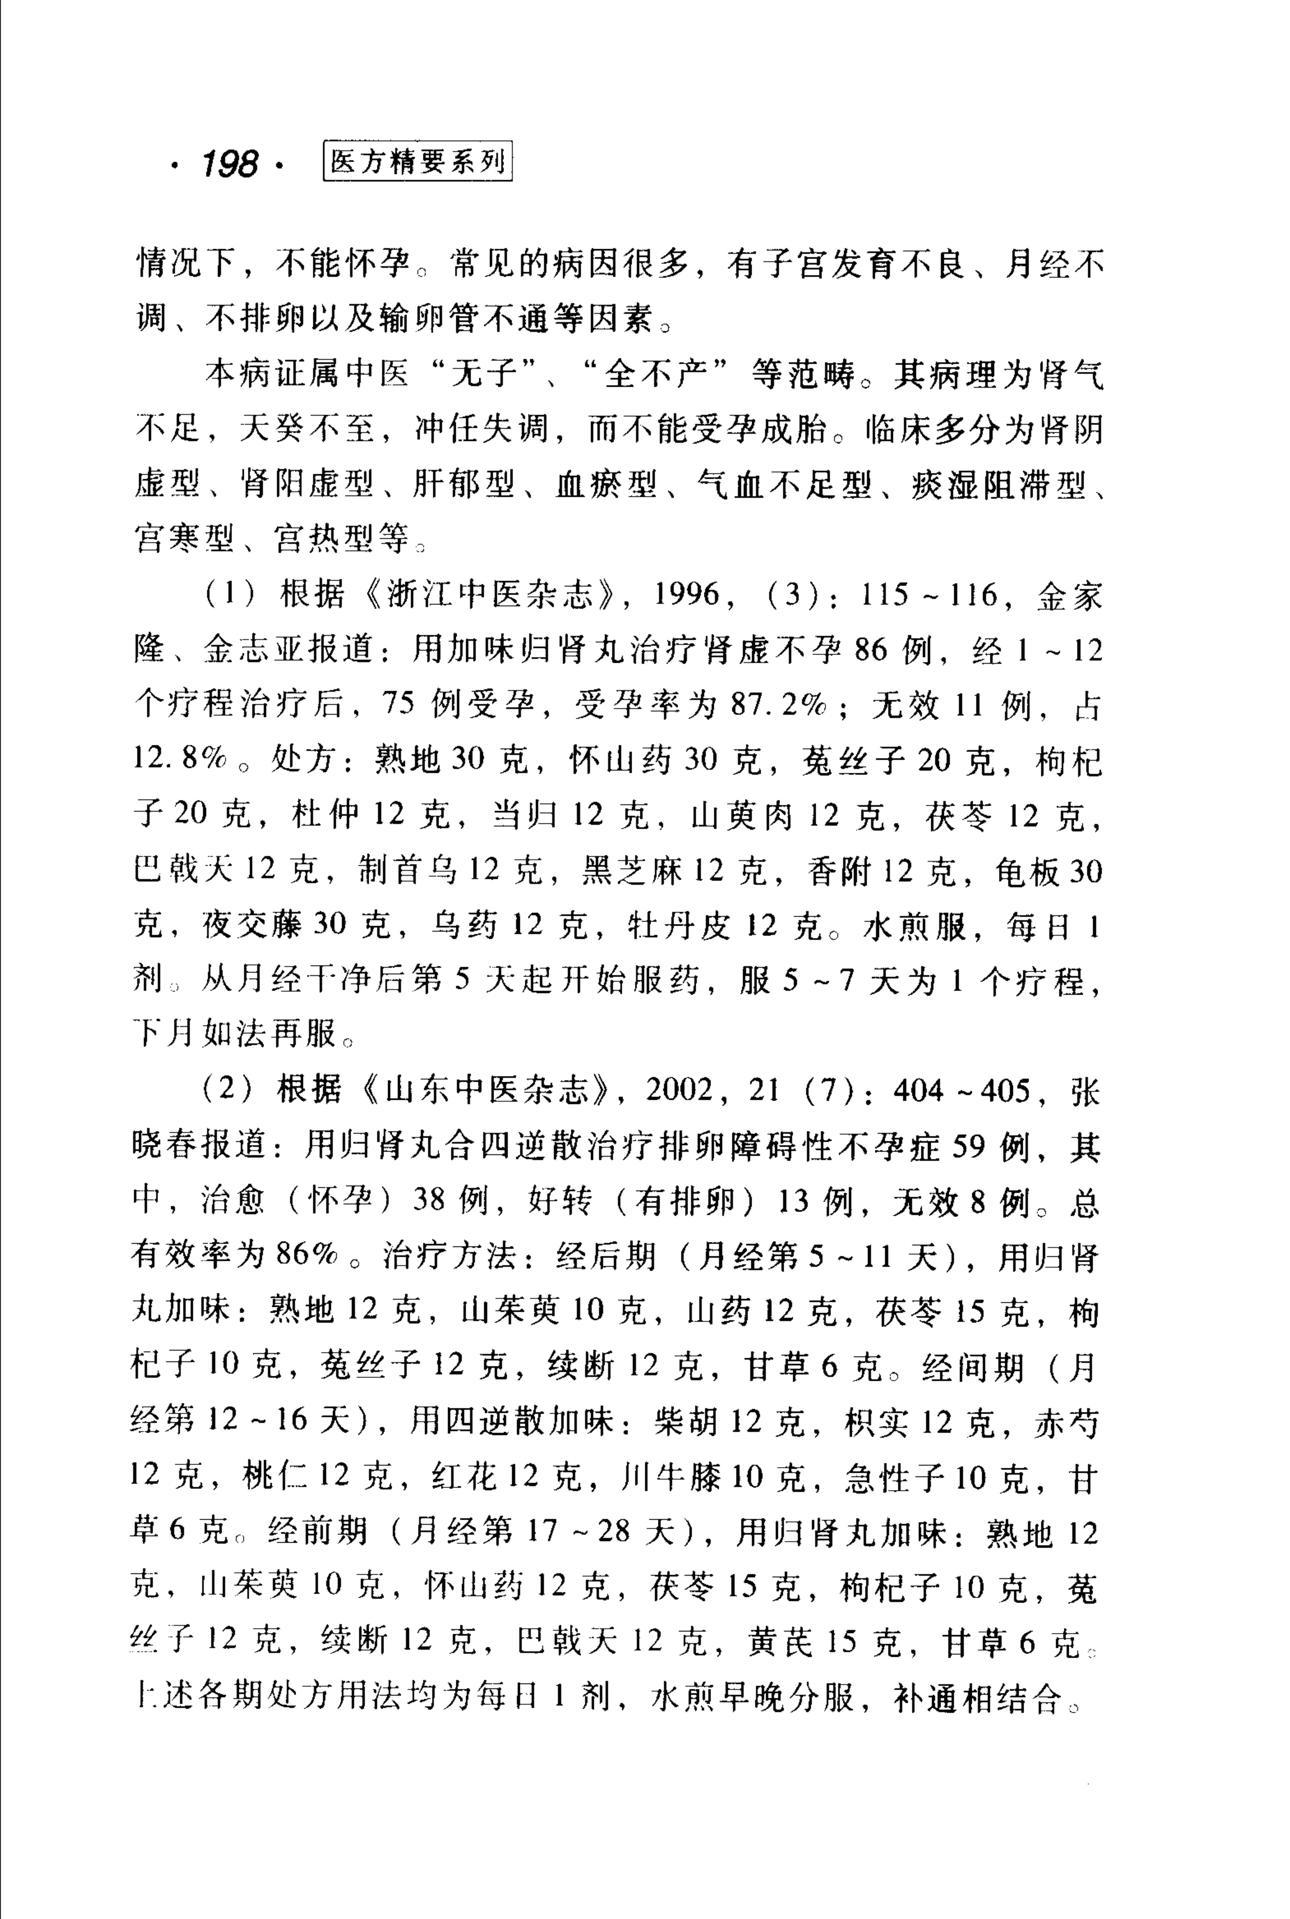 · 198 · 医方精要系列
情况下，不能怀孕。常见的病因很多，有子宫发育不良、月经不
调、不排卵以及输卵管不通等因素。
本病证属中医“无子”、“全不产”等范畴。其病理为肾气
不足，天癸不至，冲任失调，而不能受孕成胎。临床多分为肾阴
虚型、肾阳虚型、肝郁型、血瘀型、气血不足型、痰湿阻滞型、
宫寒型、宫热型等。
（1）根据《浙江中医杂志》，1996，（3）：115～116，金家
隆、金志亚报道：用加味归肾丸治疗肾虚不孕 86 例，经 1～12
个疗程治疗后，75 例受孕，受孕率为 87.2%；无效 11 例，占
12.8%。处方：熟地 30 克，怀山药 30 克，菟丝子 20 克，枸杞
子 20 克，杜仲 12 克，当归 12 克，山萸肉 12 克，茯苓 12 克，
巴戟天 12 克，制首乌 12 克，黑芝麻 12 克，香附 12 克，龟板 30
克，夜交藤 30 克，乌药 12 克，牡丹皮 12 克。水煎服，每日 1
剂。从月经干净后第 5 天起开始服药，服 5～7 天为 1 个疗程，
下月如法再服。
（2）根据《山东中医杂志》，2002，21（7）：404～405，张
晓春报道：用归肾丸合四逆散治疗排卵障碍性不孕症 59 例，其
中，治愈（怀孕）38 例，好转（有排卵）13 例，无效 8 例。总
有效率为 86%。治疗方法：经后期（月经第 5～11 天），用归肾
丸加味：熟地 12 克，山茱萸 10 克，山药 12 克，茯苓 15 克，枸
杞子 10 克，菟丝子 12 克，续断 12 克，甘草 6 克。经间期（月
经第 12～16 天），用四逆散加味：柴胡 12 克，枳实 12 克，赤芍
12 克，桃仁 12 克，红花 12 克，川牛膝 10 克，急性子 10 克，甘
草 6 克。经前期（月经第 17～28 天），用归肾丸加味：熟地 12
克，山茱萸 10 克，怀山药 12 克，茯苓 15 克，枸杞子 10 克，菟
丝子 12 克，续断 12 克，巴戟天 12 克，黄芪 15 克，甘草 6 克。
上述各期处方用法均为每日 1 剂，水煎早晚分服，补通相结合。